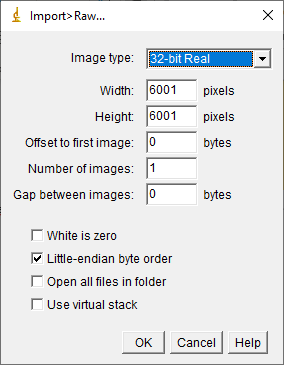 Import>Raw...
Image type: 32-bit Real
Width: 6001 pixels
Height: 6001 pixels
Offset to first image: 0 bytes
Number of images: 1
Gap between images: 0 bytes
White is zero
Little-endian byte order
Open all files in folder
Use virtual stack
OK Cancel Help